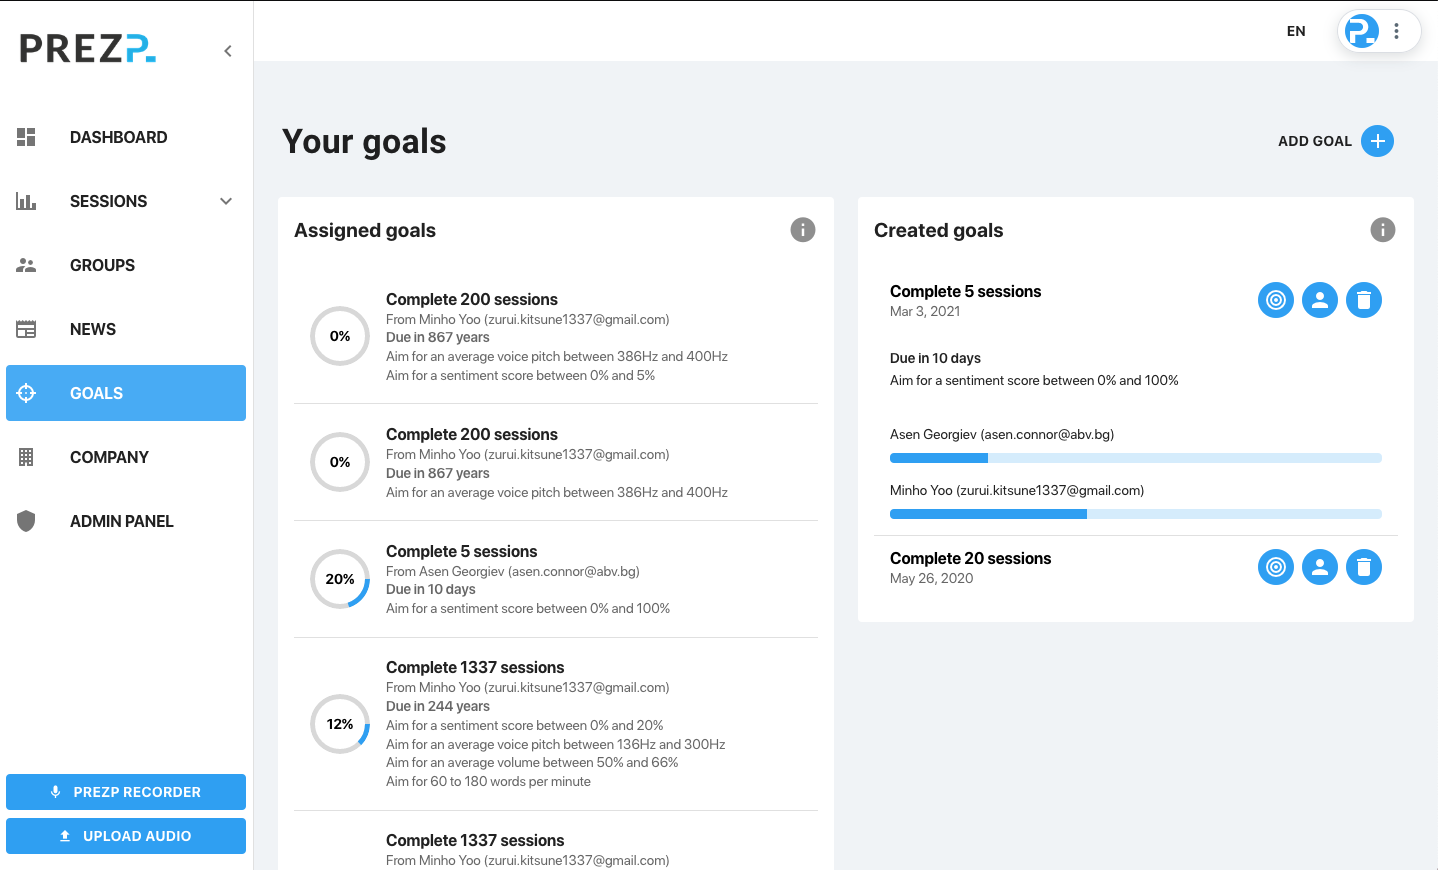 PREZP
EN
DASHBOARD
SESSIONS
GROUPS
NEWS
GOALS
COMPANY
ADMIN PANEL
PREZP RECORDER
UPLOAD AUDIO
Your goals
ADD GOAL
Assigned goals
0%
Complete 200 sessions
From Minho Yoo (zurui.kitsune1337@gmail.com)
Due in 867 years
Aim for an average voice pitch between 386Hz and 400Hz
Aim for a sentiment score between 0% and 5%
0%
Complete 200 sessions
From Minho Yoo (zurui.kitsune1337@gmail.com)
Due in 867 years
Aim for an average voice pitch between 386Hz and 400Hz
20%
Complete 5 sessions
From Asen Georgiev (asen.connor@abv.bg)
Due in 10 days
Aim for a sentiment score between 0% and 100%
12%
Complete 1337 sessions
From Minho Yoo (zurui.kitsune1337@gmail.com)
Due in 244 years
Aim for a sentiment score between 0% and 20%
Aim for an average voice pitch between 136Hz and 300Hz
Aim for an average volume between 50% and 66%
Aim for 60 to 180 words per minute
Complete 1337 sessions
From Minho Yoo (zurui.kitsune1337@gmail.com)
Created goals
Complete 5 sessions
Mar 3, 2021
Due in 10 days
Aim for a sentiment score between 0% and 100%
Asen Georgiev (asen.connor@abv.bg)
Minho Yoo (zurui.kitsune1337@gmail.com)
Complete 20 sessions
May 26, 2020